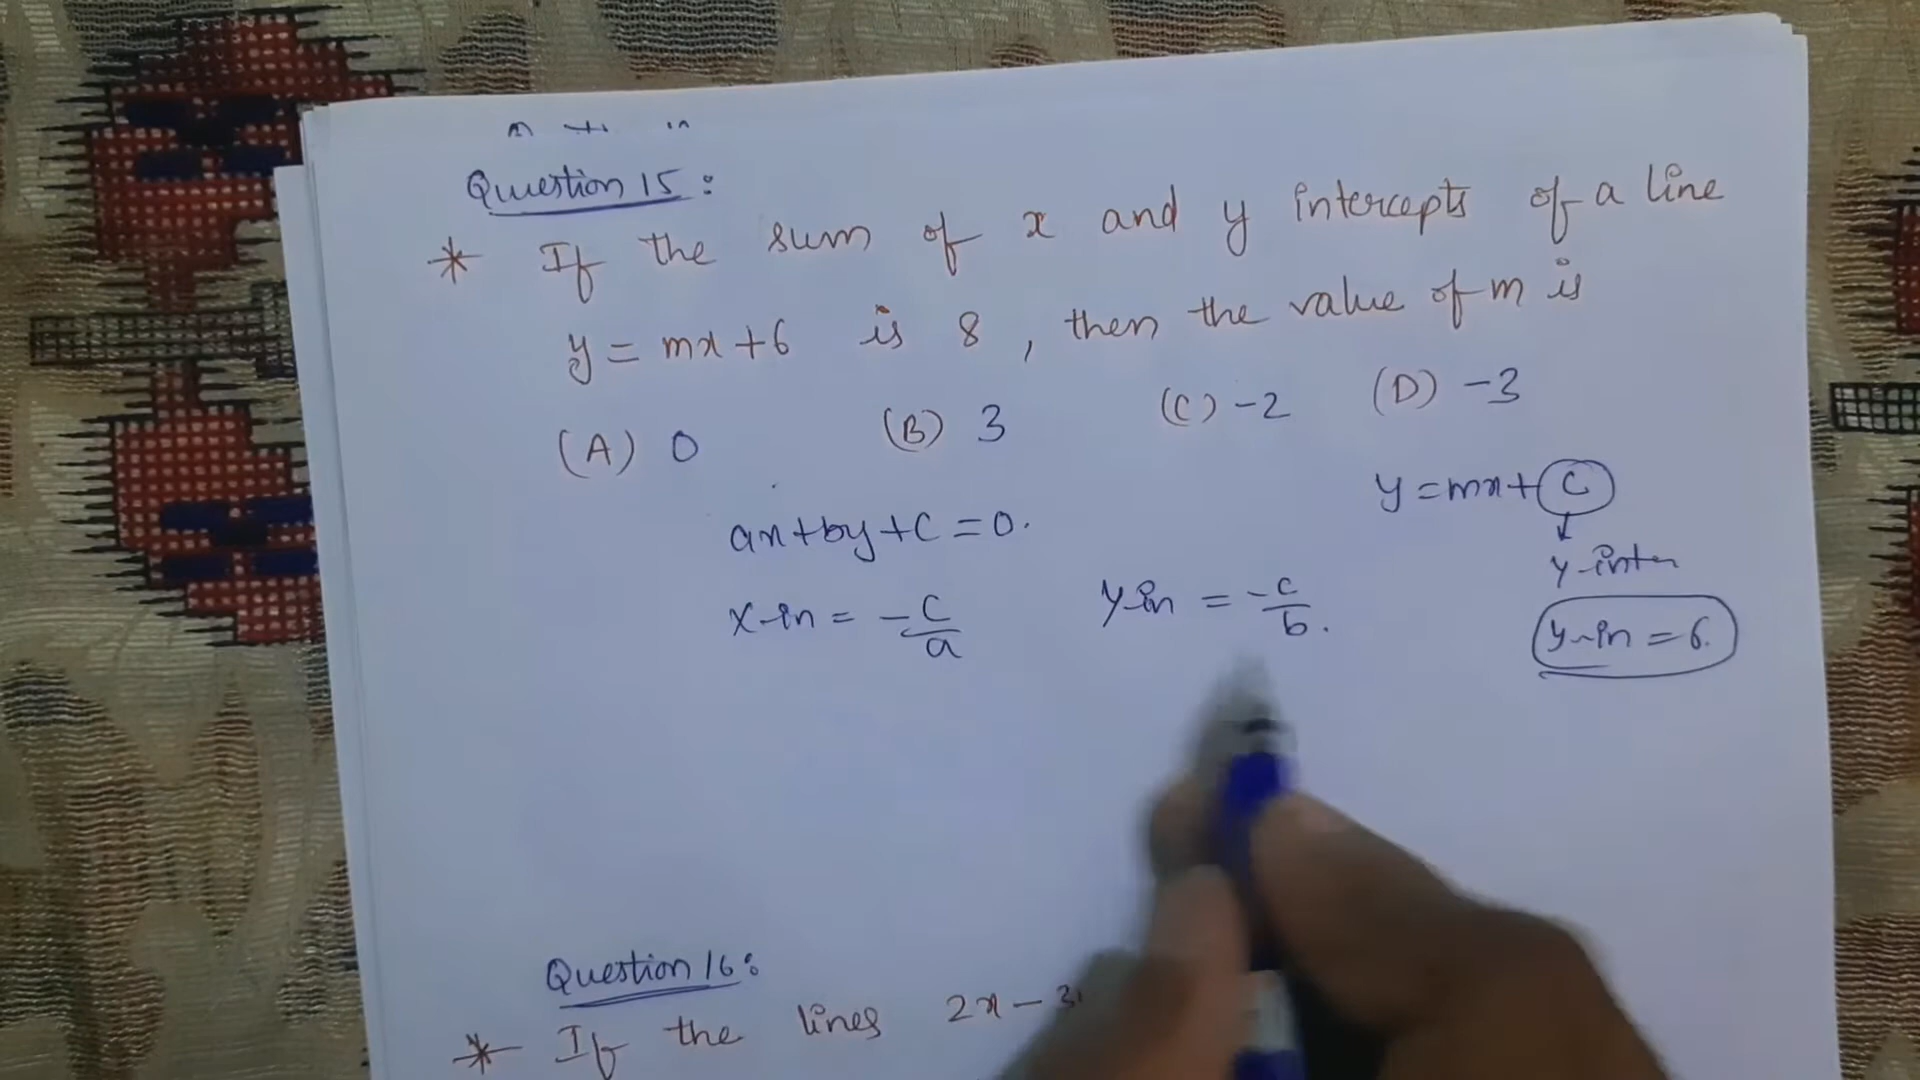 Question 15:
* If the sum of x and y intercepts of a line
y = mx + 6 is 8, then the value of m is
(A) 0 (B) 3 (C) -2 (D) -3
y = mx + c
ax + by + c = 0.
y-inter
x-in = -c/a y-in = -c/b.
y-in = 6.
Question 16:
* If the lines 2x - 3